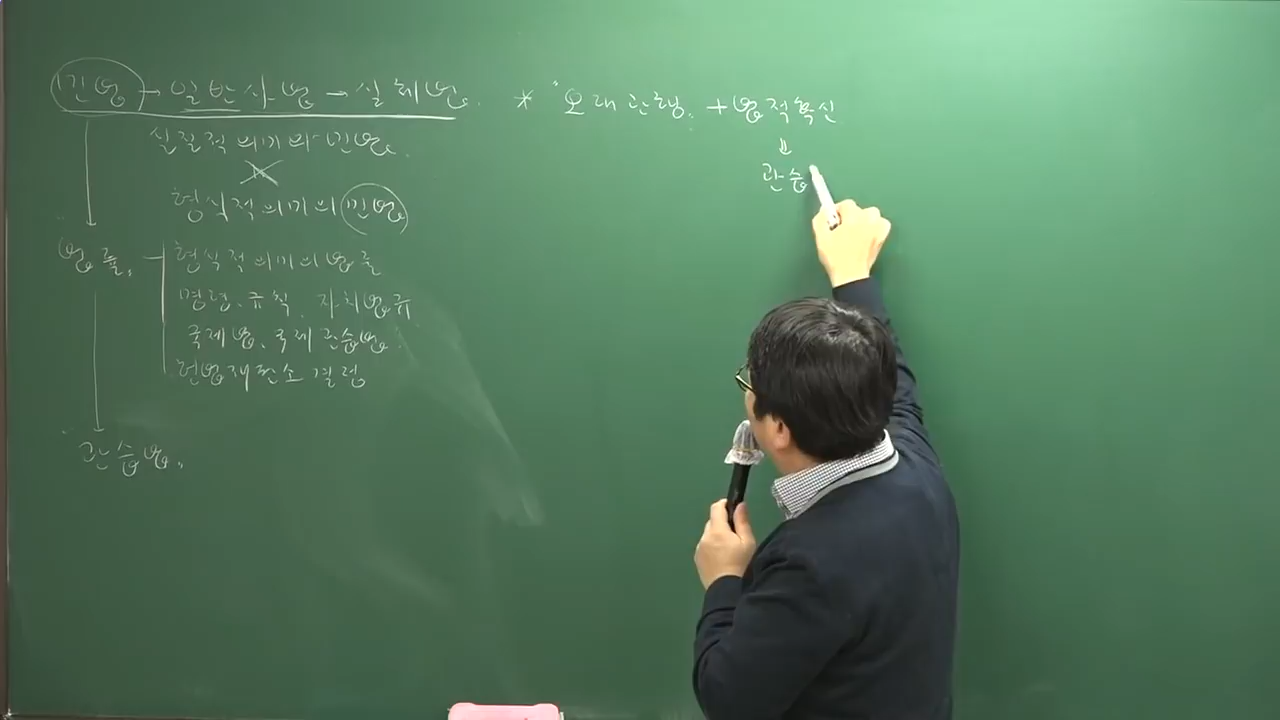 민법 → 일반사법 → 실체법.
실질적 의미의 민법.
형식적 의미의 민법
법률 형식적 의미의 법률
명령, 규칙, 자치법규
국제법, 국제관습법.
헌법재판소 결정
"관습법"
* "오래 관행" + 법적확신
⇓
관습